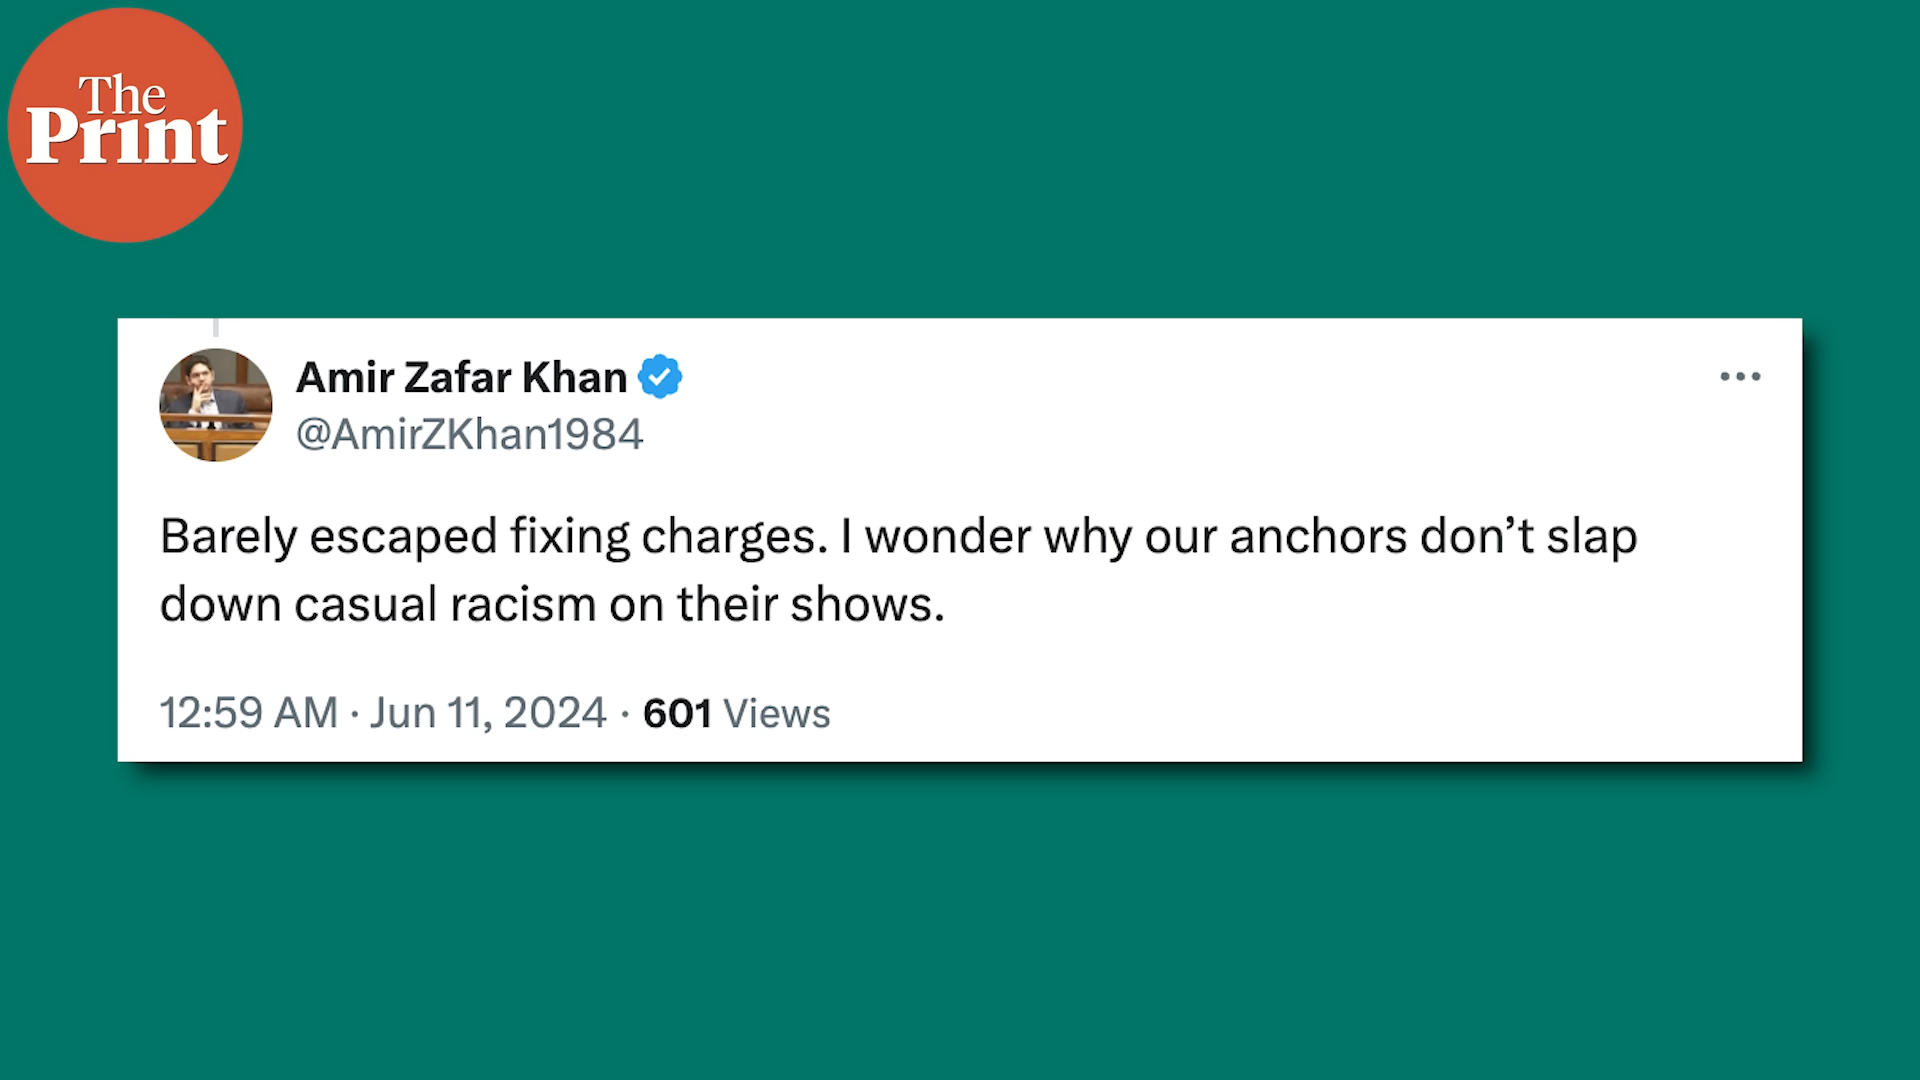 The
Print
Amir Zafar Khan
@AmirZKhan1984
Barely escaped fixing charges. I wonder why our anchors don’t slap
down casual racism on their shows.
12:59 AM · Jun 11, 2024 · 601 Views